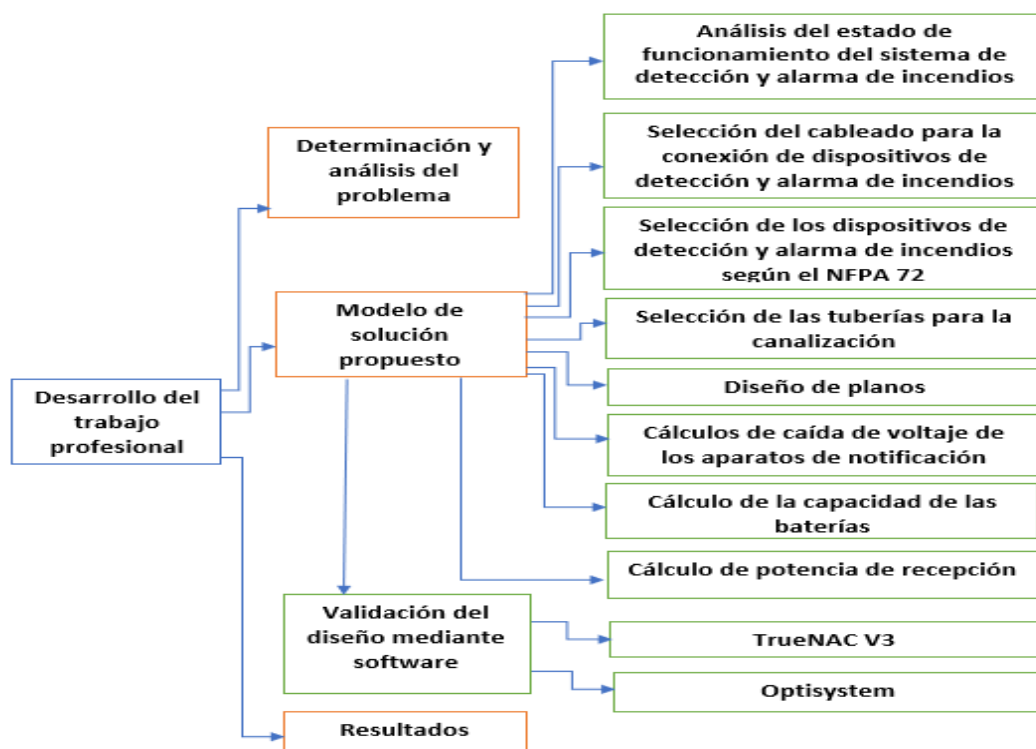 Desarrollo del
trabajo
profesional
Determinación y
análisis del
problema
Modelo de
solución
propuesto
Análisis del estado de
funcionamiento del sistema de
detección y alarma de incendios
Selección del cableado para la
conexión de dispositivos de
detección y alarma de incendios
Selección de los dispositivos de
detección y alarma de incendios
según el NFPA 72
Selección de las tuberías para la
canalización
Diseño de planos
Cálculos de caída de voltaje de
los aparatos de notificación
Cálculo de la capacidad de las
baterías
Cálculo de potencia de recepción
Validación del
diseño mediante
software
TrueNAC V3
Optisystem
Resultados